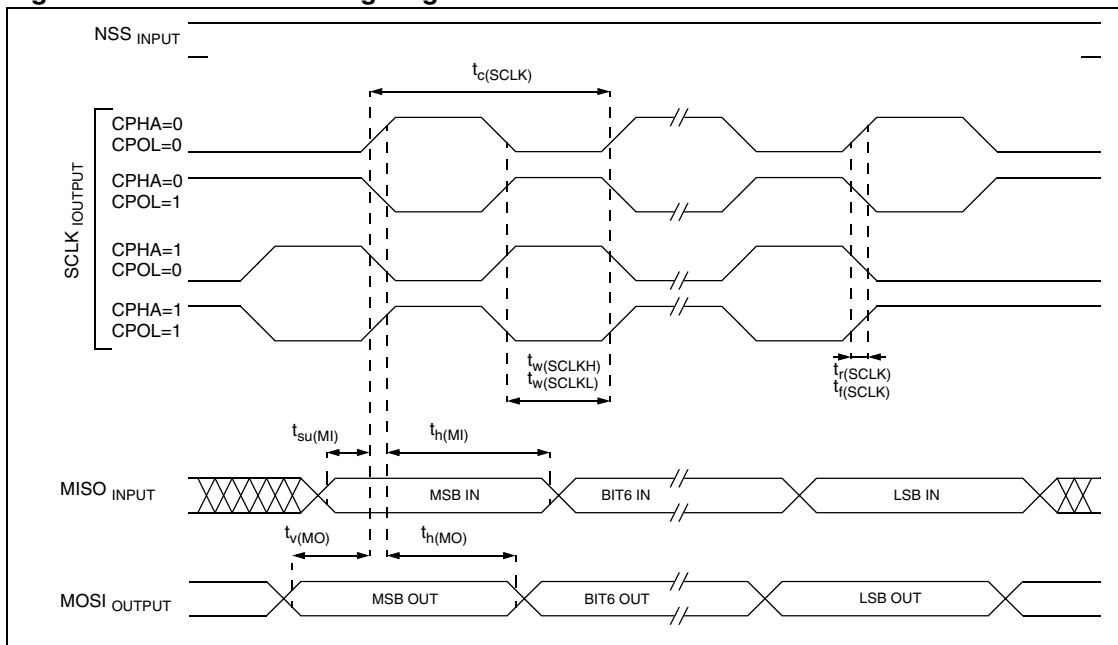 NSS INPUT
tc(SCLK)
SCLK IOUTPUT
CPHA=0
CPOL=0
CPHA=0
CPOL=1
CPHA=1
CPOL=0
CPHA=1
CPOL=1
tw(SCLKH)
tw(SCLKL)
tr(SCLK)
tf(SCLK)
tsu(MI)
th(MI)
MISO INPUT
MSB IN
BIT6 IN
LSB IN
tv(MO)
th(MO)
MOSI OUTPUT
MSB OUT
BIT6 OUT
LSB OUT